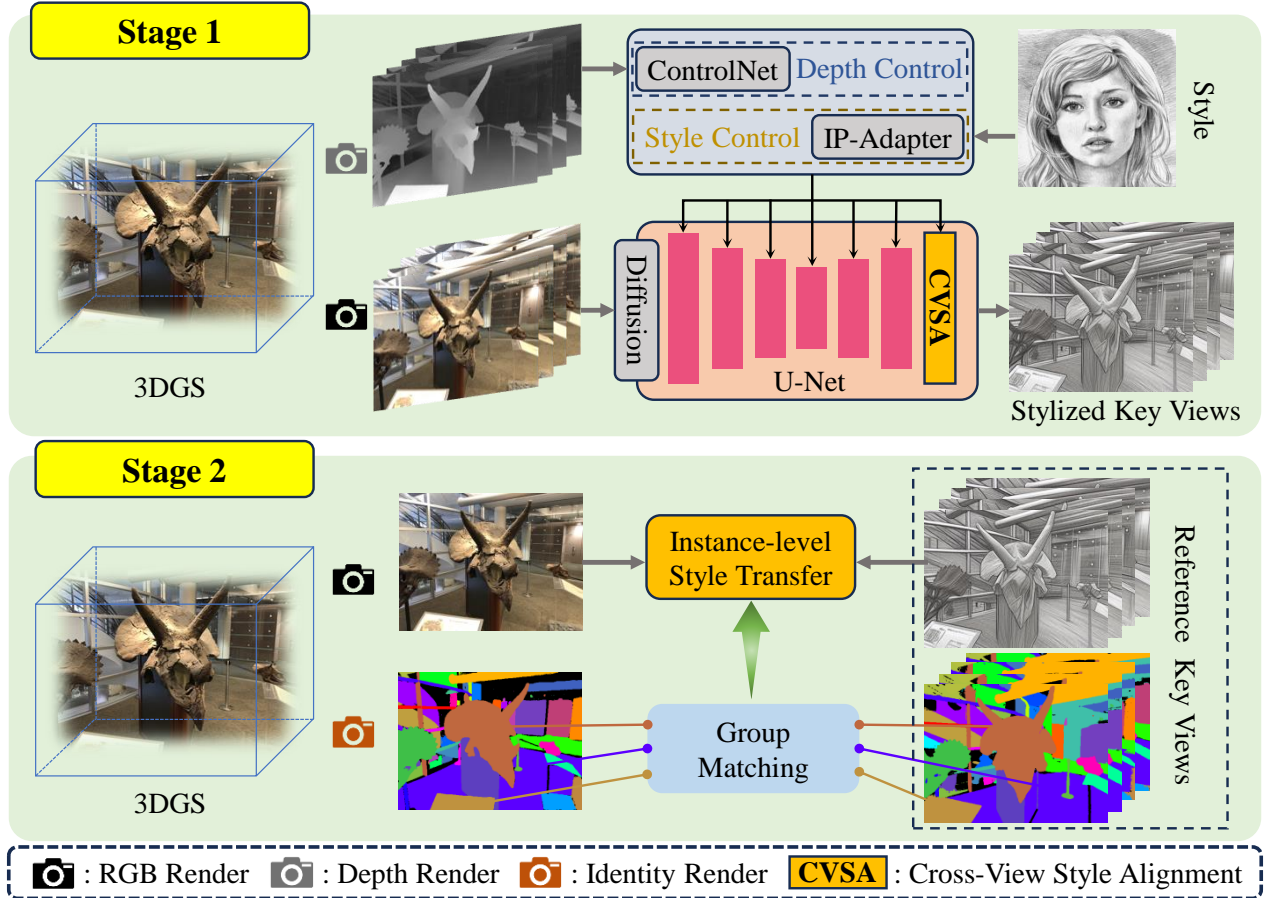 Stage 1
ControlNet
Depth Control
Style Control
IP-Adapter
Style
3DGS
Diffusion
CVSA
U-Net
Stylized Key Views
Stage 2
Instance-level
Style Transfer
Group
Matching
Reference Key Views
3DGS
: RGB Render
: Depth Render
: Identity Render
CVSA : Cross-View Style Alignment